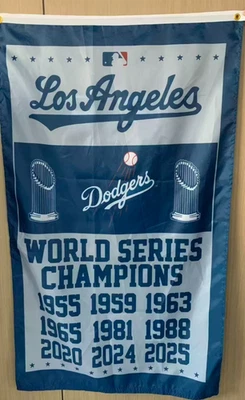 Los Angeles
Dodgers
WORLD SERIES
CHAMPIONS
1955 1959 1963
1965 1981 1988
2020 2024 2025